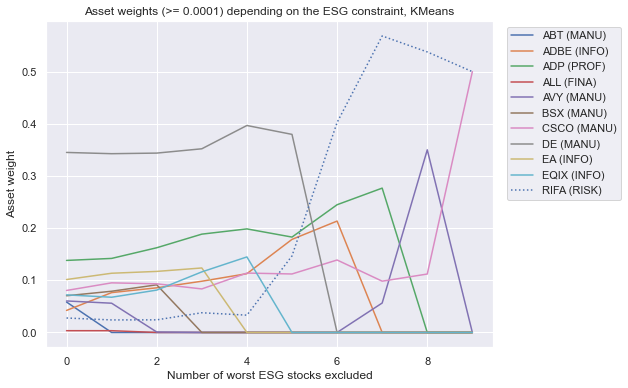 Asset weights (>= 0.0001) depending on the ESG constraint, KMeans
Asset weight
0.5
0.4
0.3
0.2
0.1
0.0
0 2 4 6 8
Number of worst ESG stocks excluded
ABT (MANU)
ADBE (INFO)
ADP (PROF)
ALL (FINA)
AVY (MANU)
BSX (MANU)
CSCO (MANU)
DE (MANU)
EA (INFO)
EQIX (INFO)
RIFA (RISK)